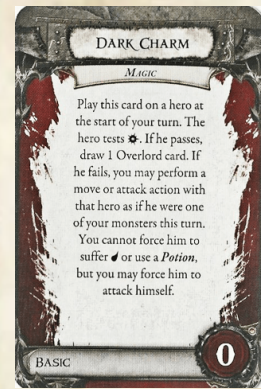 DARK CHARM
MAGIC
Play this card on a hero at
the start of your turn. The
hero tests . If he passes,
draw 1 Overlord card. If
he fails, you may perform a
move or attack action with
that hero as if he were one
of your monsters this turn.
You cannot force him to
suffer or use a Potion,
but you may force him to
attack himself.
BASIC
0